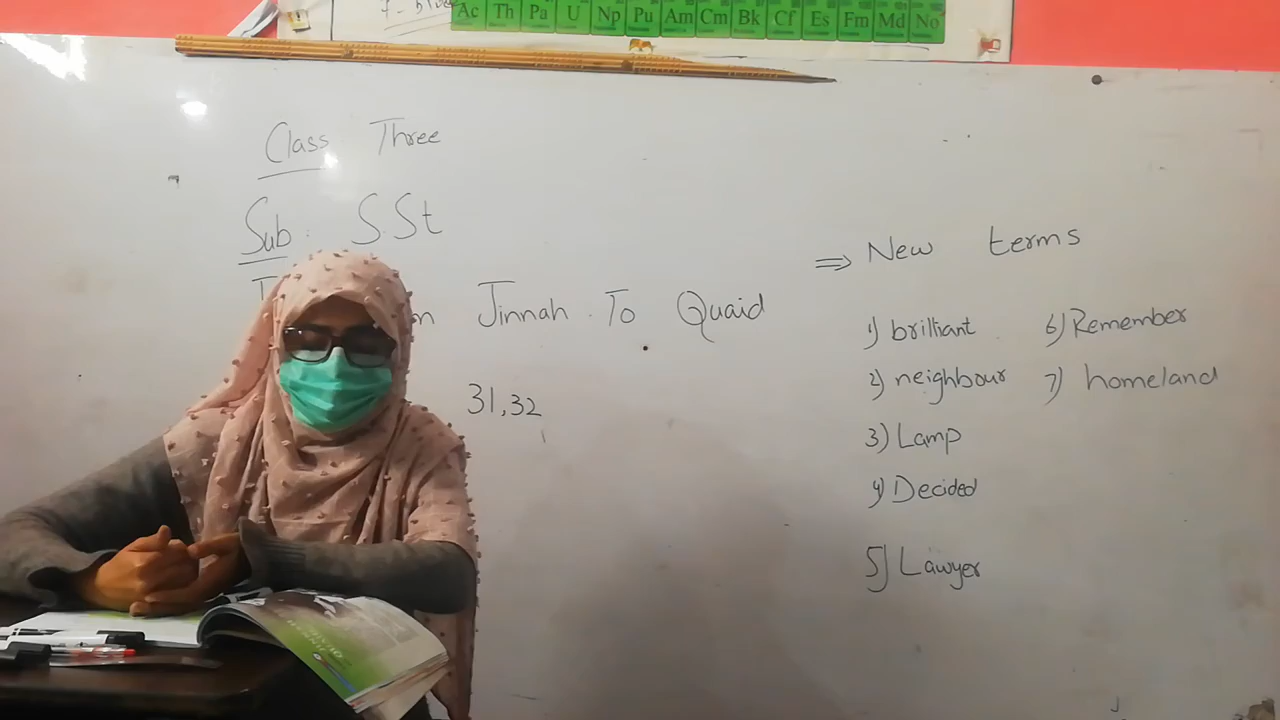 Ac Th Pa U Np Pu Am Cm Bk Cf Es Fm Md No
Class Three
Sub : S.St
Jinnah . To Quaid
31,32
⇒ New terms
1) brilliant
2) neighbour
3) Lamp
4) Decided
5) Lawyer
6) Remember
7) homeland